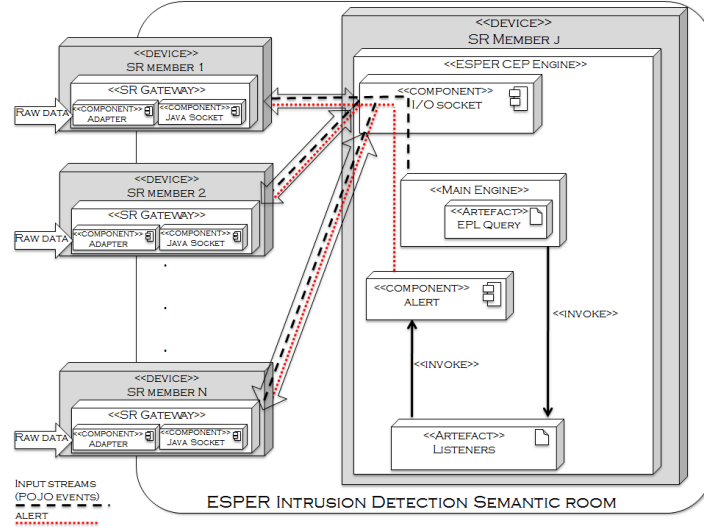 <<DEVICE>>
SR MEMBER 1
<<SR GATEWAY>>
RAW DATA
<<COMPONENT>>
ADAPTER
<<COMPONENT>>
JAVA SOCKET
<<DEVICE>>
SR MEMBER 2
<<SR GATEWAY>>
RAW DATA
<<COMPONENT>>
ADAPTER
<<COMPONENT>>
JAVA SOCKET
.
.
.
<<DEVICE>>
SR MEMBER N
<<SR GATEWAY>>
RAW DATA
<<COMPONENT>>
ADAPTER
<<COMPONENT>>
JAVA SOCKET
<<DEVICE>>
SR MEMBER J
<<ESPER CEP ENGINE>>
<<COMPONENT>>
I/O SOCKET
<<MAIN ENGINE>>
<<ARTEFACT>>
EPL QUERY
<<COMPONENT>>
ALERT
<<INVOKE>>
<<INVOKE>>
<<ARTEFACT>>
LISTENERS
INPUT STREAMS
(POJO EVENTS)
ALERT
ESPER INTRUSION DETECTION SEMANTIC ROOM